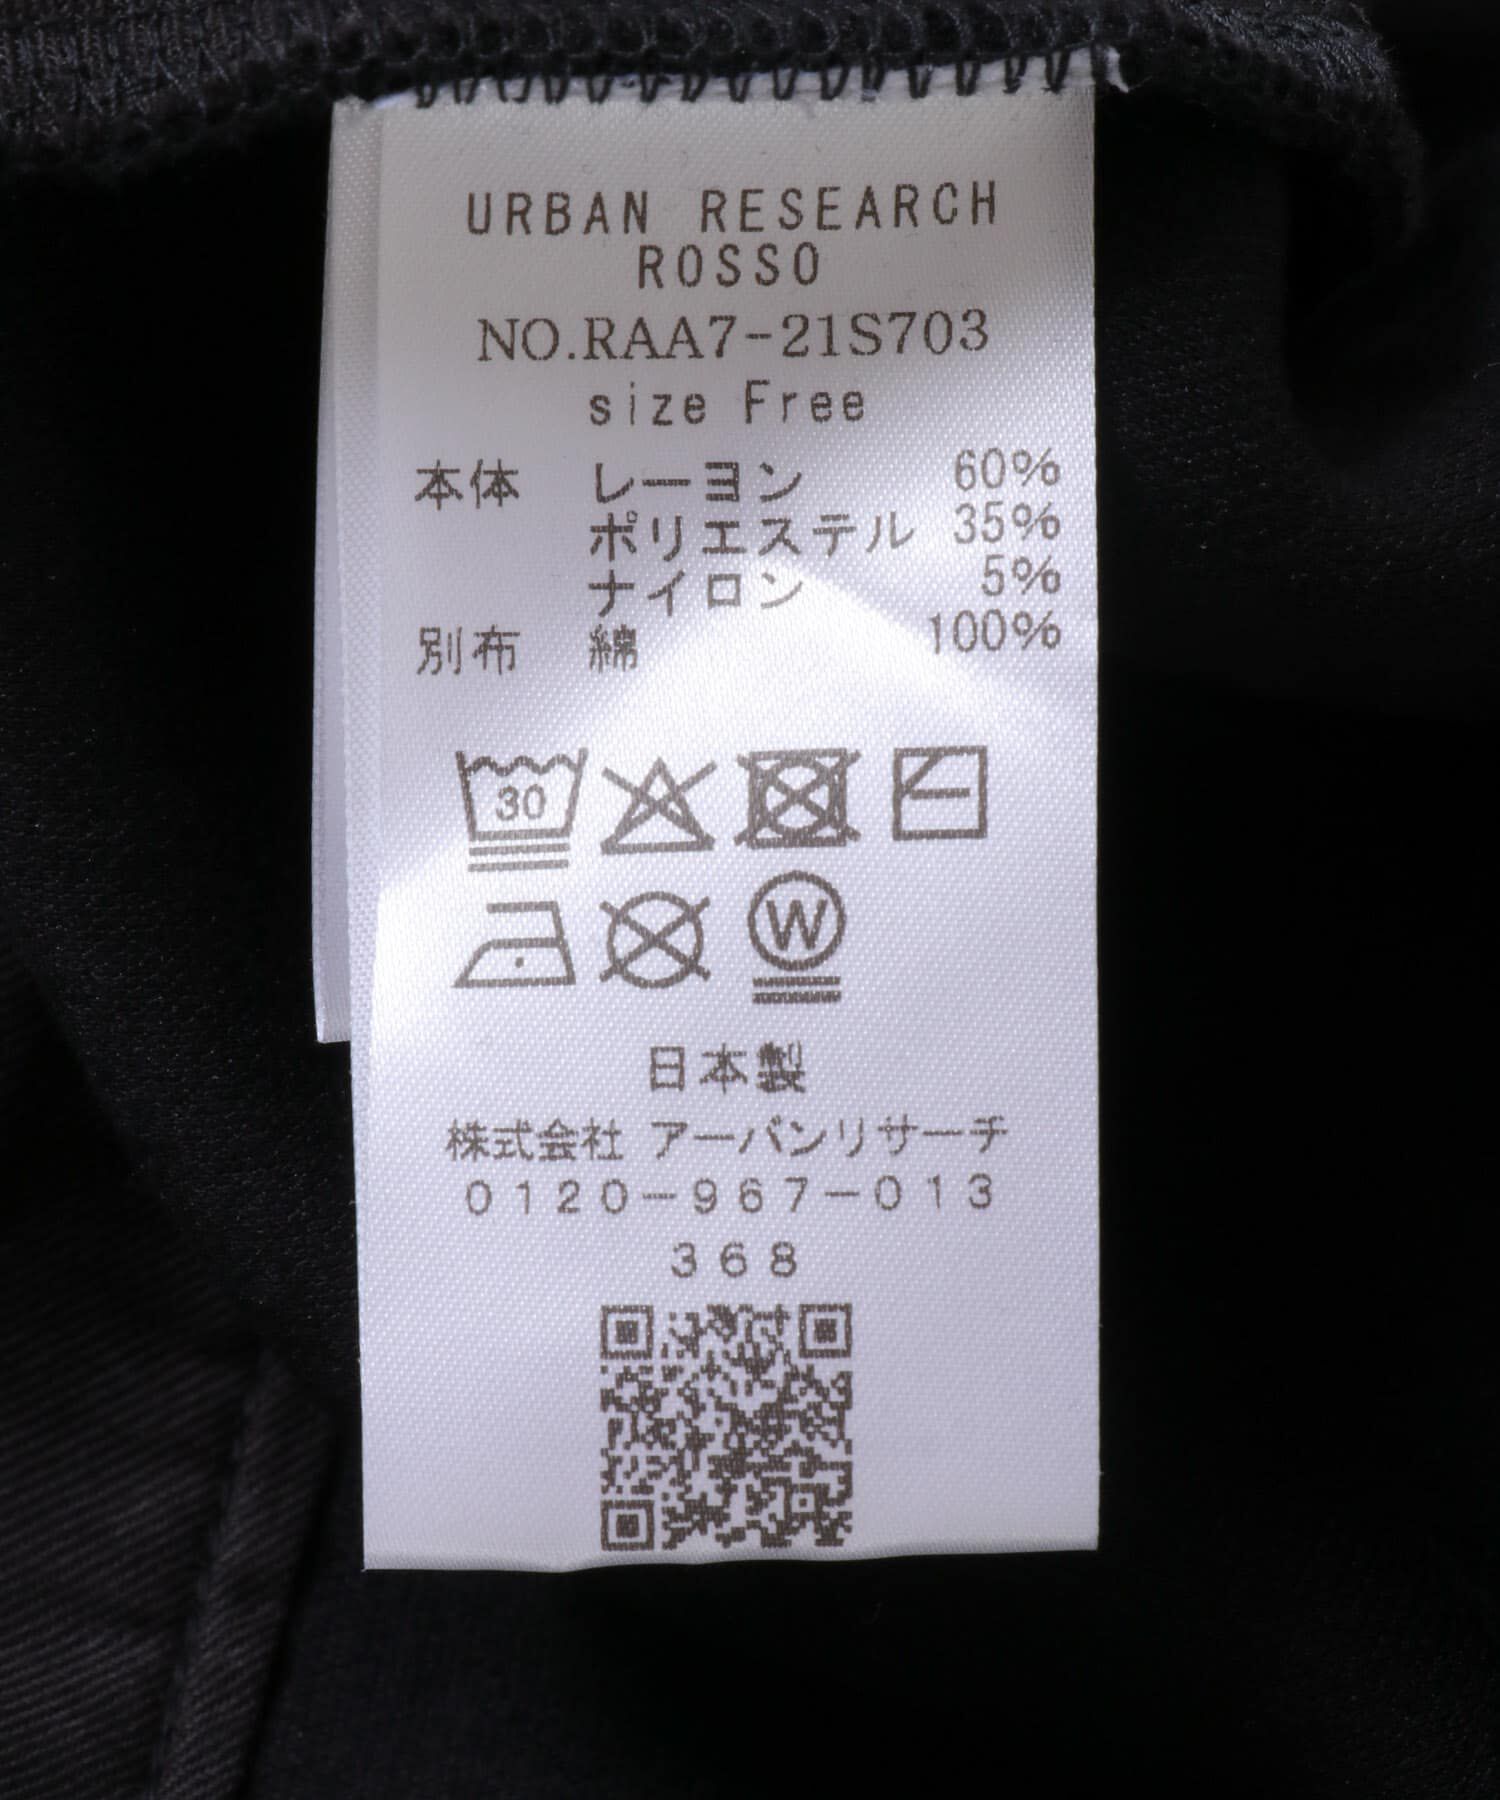 URBAN RESEARCH
ROSSO
NO.RAA7-21S703
size Free
本体 レーヨン 60%
ポリエステル 35%
ナイロン 5%
別布 綿 100%
30
W
日本製
株式会社 アーバンリサーチ
0120-967-013
368